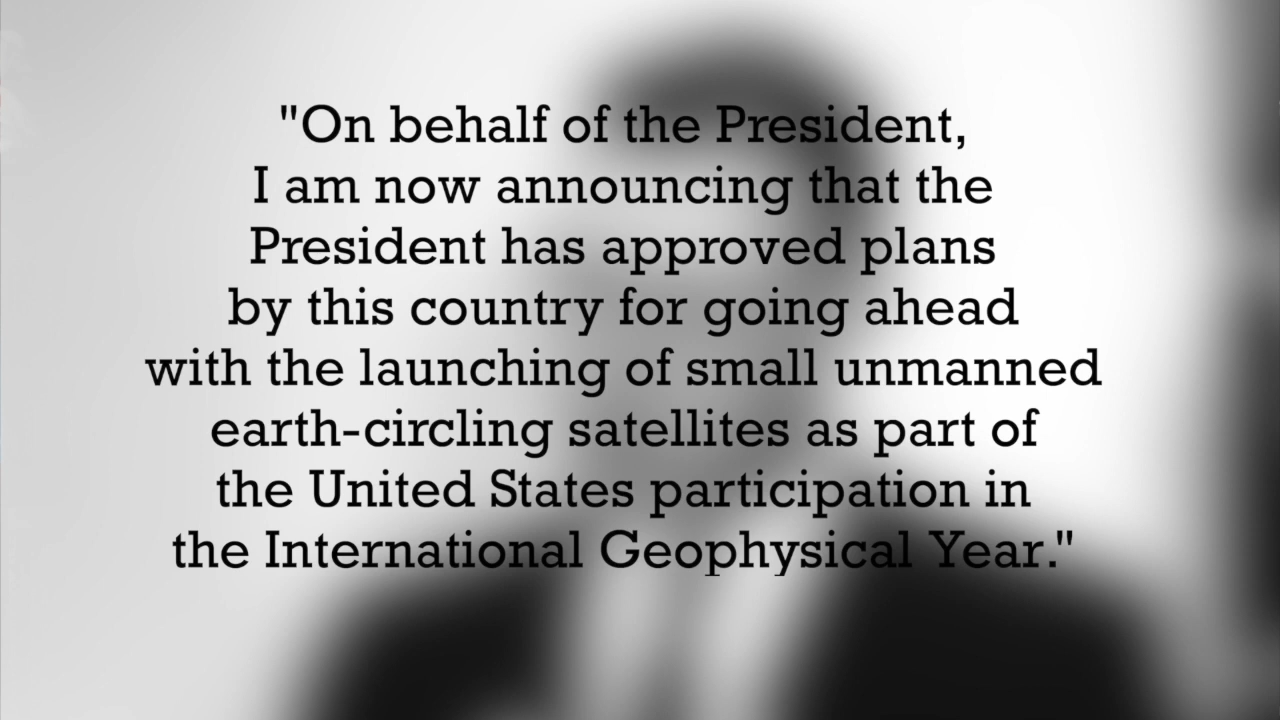 "On behalf of the President,
I am now announcing that the
President has approved plans
by this country for going ahead
with the launching of small unmanned
earth-circling satellites as part of
the United States participation in
the International Geophysical Year."